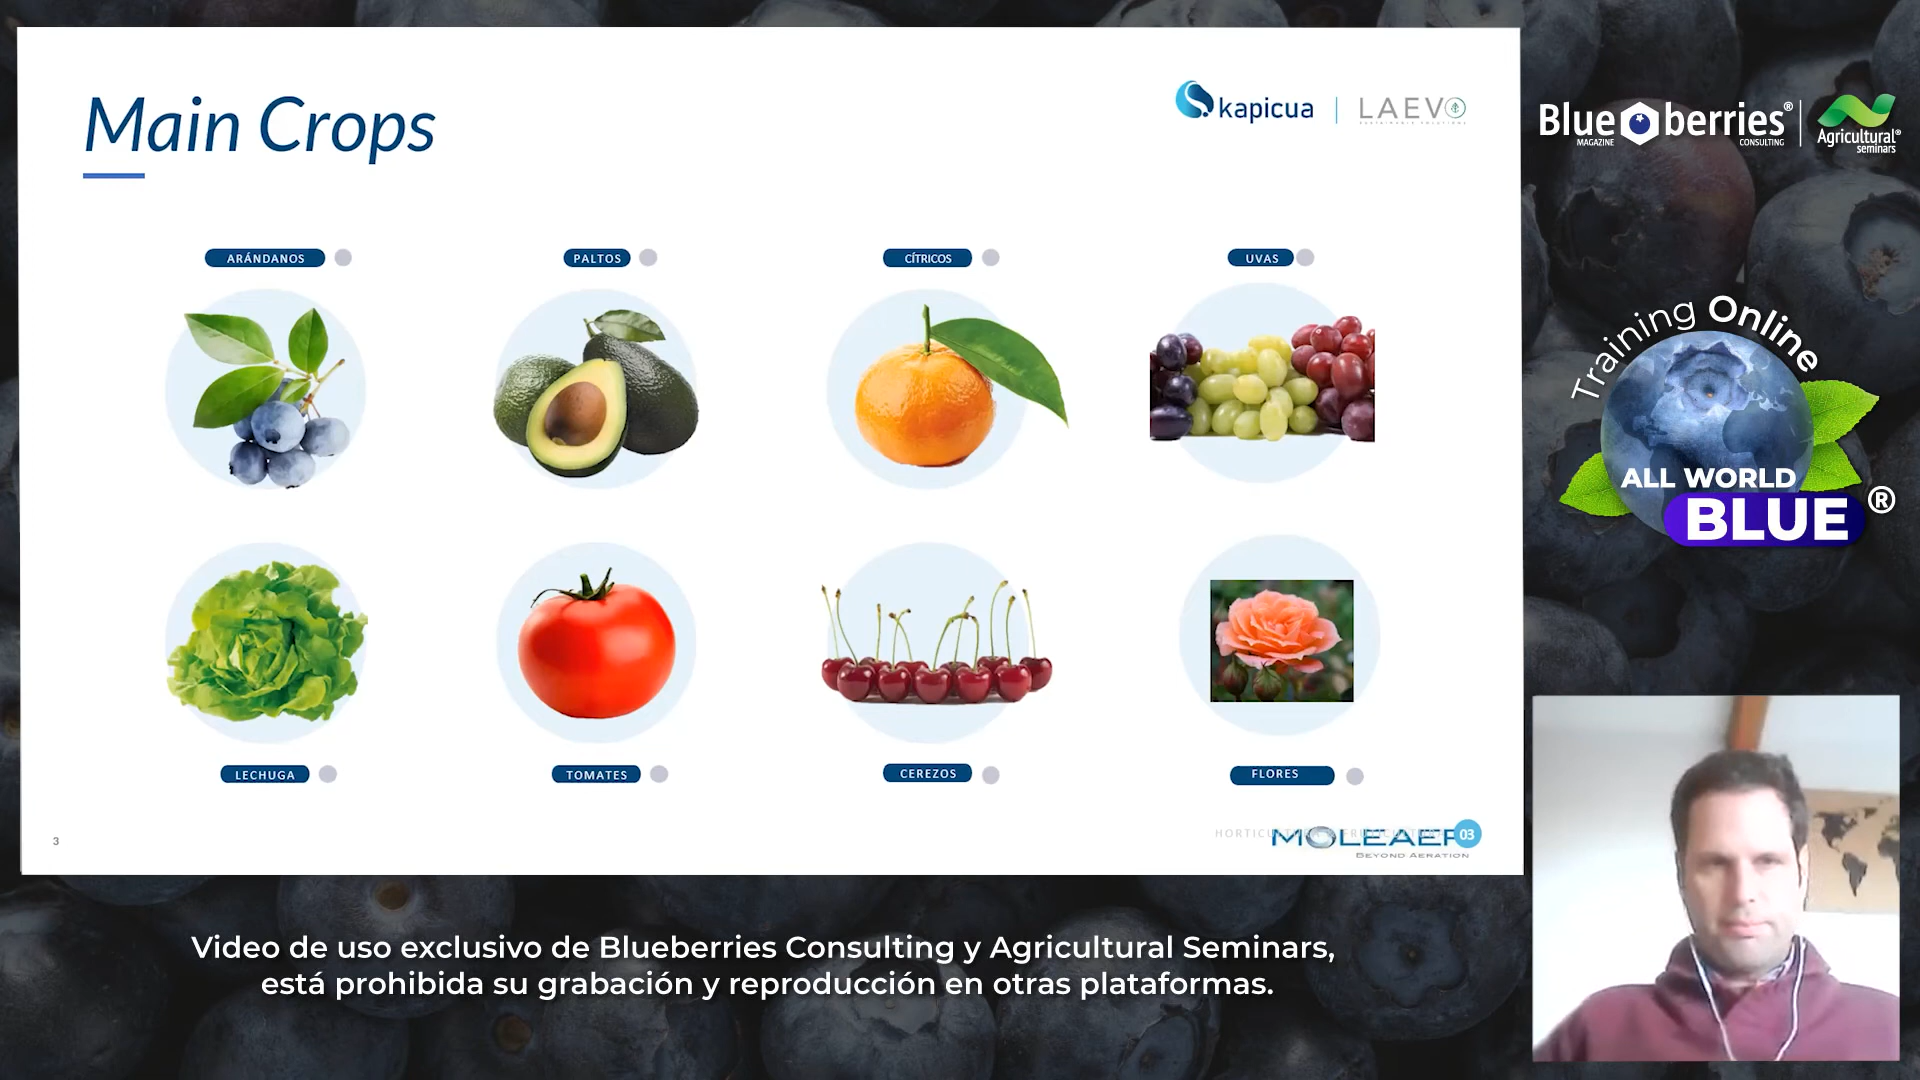 Main Crops
kapicua | LAEVO
Blueberries®
MAGAZINE
CONSULTING
Agricultural®
seminars
ARÁNDANOS
PALTOS
CÍTRICOS
UVAS
Training Online
ALL WORLD
BLUE ®
LECHUGA
TOMATES
CEREZOS
FLORES
3
MOLEAER
03
BEYOND AERATION
Video de uso exclusivo de Blueberries Consulting y Agricultural Seminars,
está prohibida su grabación y reproducción en otras plataformas.